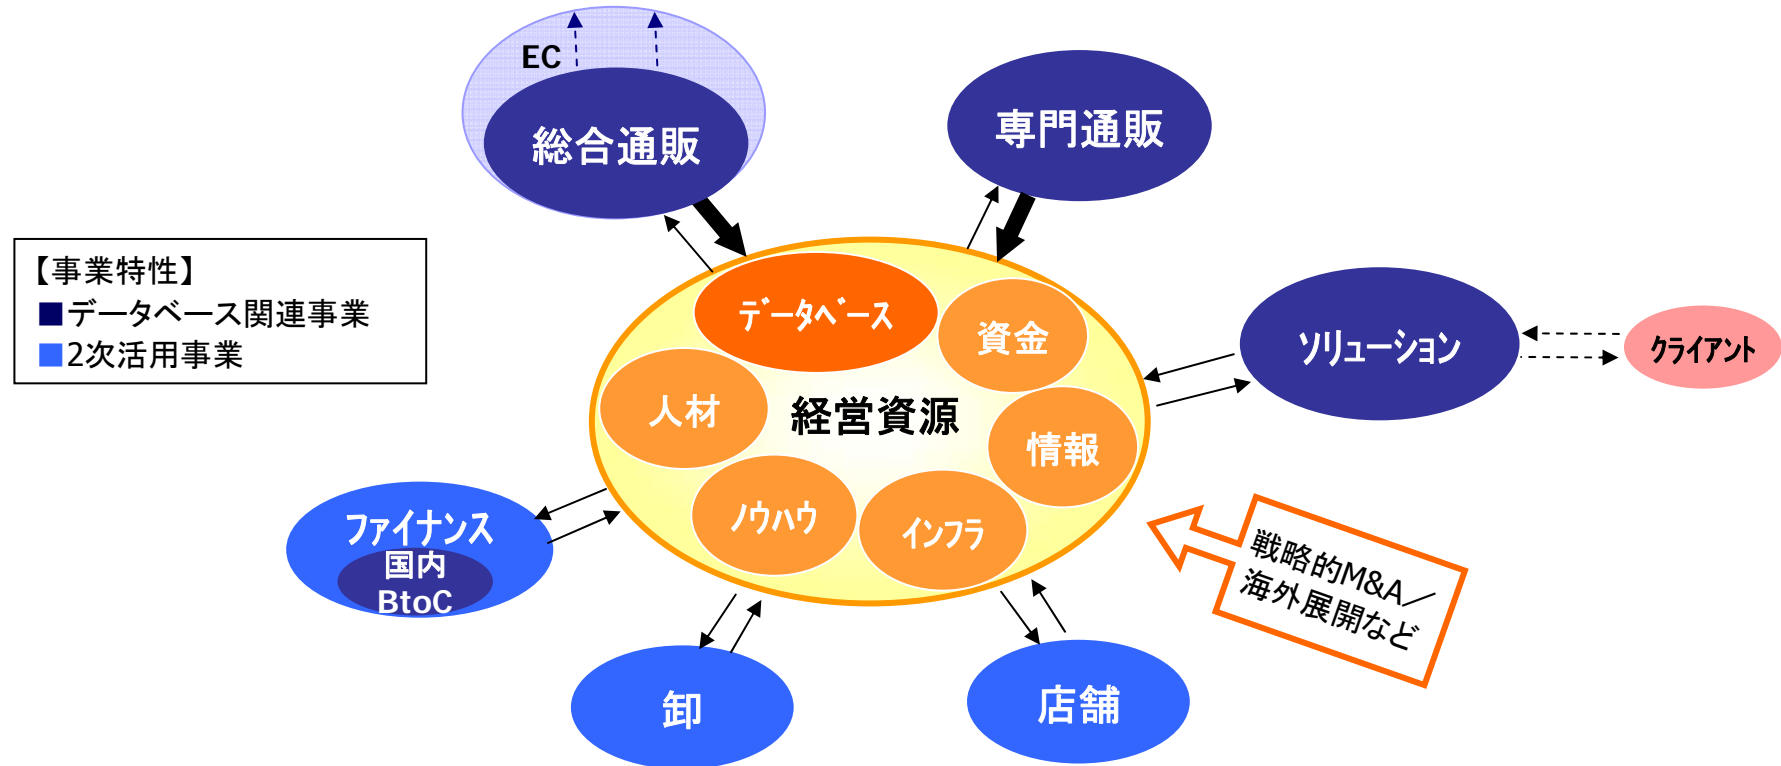 EC
総合通販
専門通販
【事業特性】
■データベース関連事業
■2次活用事業
ﾃﾞｰﾀﾍﾞｰｽ
資金
ソリューション
クライアント
人材
経営資源
情報
ﾉｳﾊｳ
インフラ
ファイナンス
国内
BtoC
戦略的M&A／
海外展開など
卸
店舗